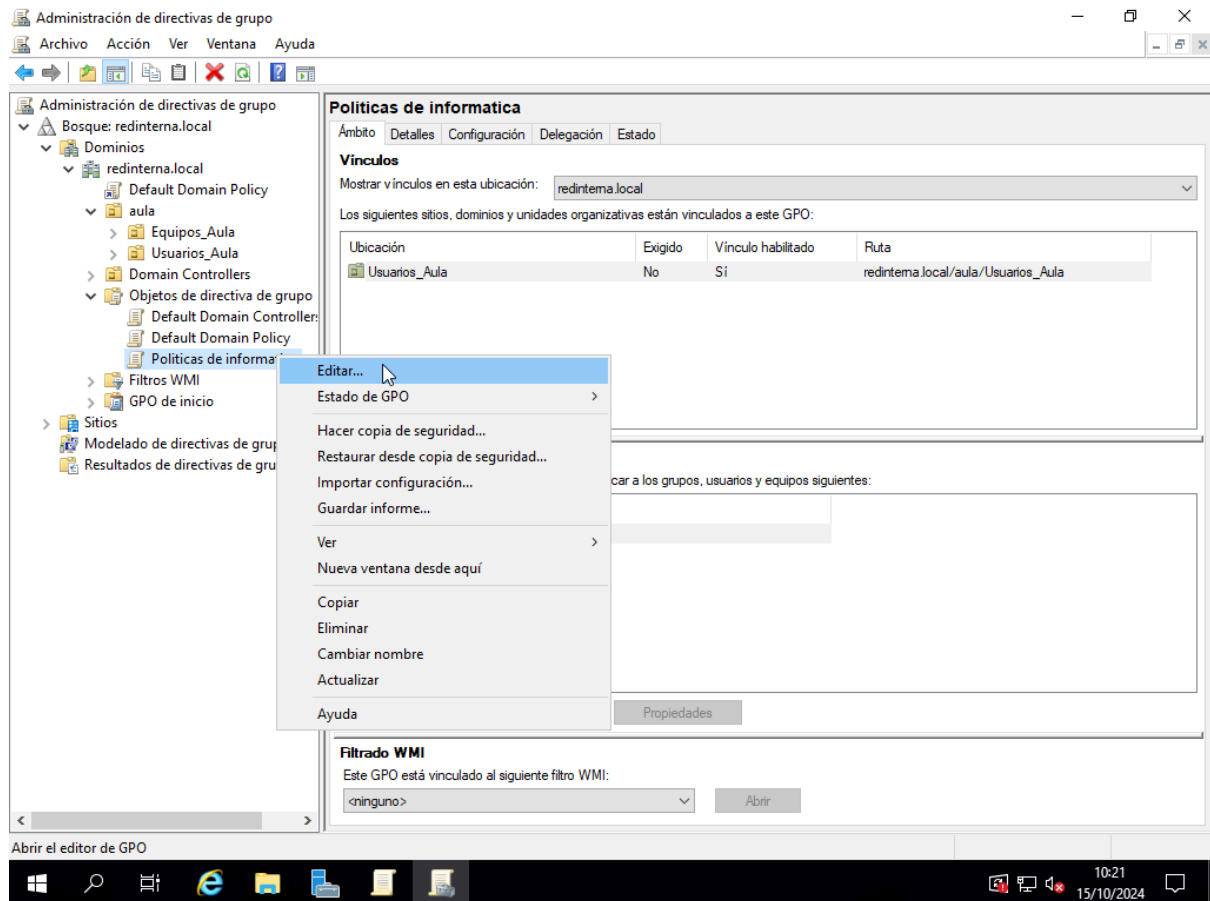 Administración de directivas de grupo
Archivo Acción Ver Ventana Ayuda
Administración de directivas de grupo
Bosque: redinterna.local
Dominios
redinterna.local
Default Domain Policy
aula
Equipos_Aula
Usuarios_Aula
Domain Controllers
Objetos de directiva de grupo
Default Domain Controller
Default Domain Policy
Politicas de informat
Filtros WMI
GPO de inicio
Sitios
Modelado de directivas de grup
Resultados de directivas de gru
Politicas de informatica
Ámbito Detalles Configuración Delegación Estado
Vínculos
Mostrar vínculos en esta ubicación: redinterna.local
Los siguientes sitios, dominios y unidades organizativas están vinculados a este GPO:
Ubicación Exigido Vínculo habilitado Ruta
Usuarios_Aula No Sí redinterna.local/aula/Usuarios_Aula
Editar...
Estado de GPO
Hacer copia de seguridad...
Restaurar desde copia de seguridad...
Importar configuración...
Guardar informe...
Ver
Nueva ventana desde aquí
Copiar
Eliminar
Cambiar nombre
Actualizar
Ayuda
car a los grupos, usuarios y equipos siguientes:
Propiedades
Filtrado WMI
Este GPO está vinculado al siguiente filtro WMI:
<ninguno> Abrir
Abrir el editor de GPO
10:21
15/10/2024